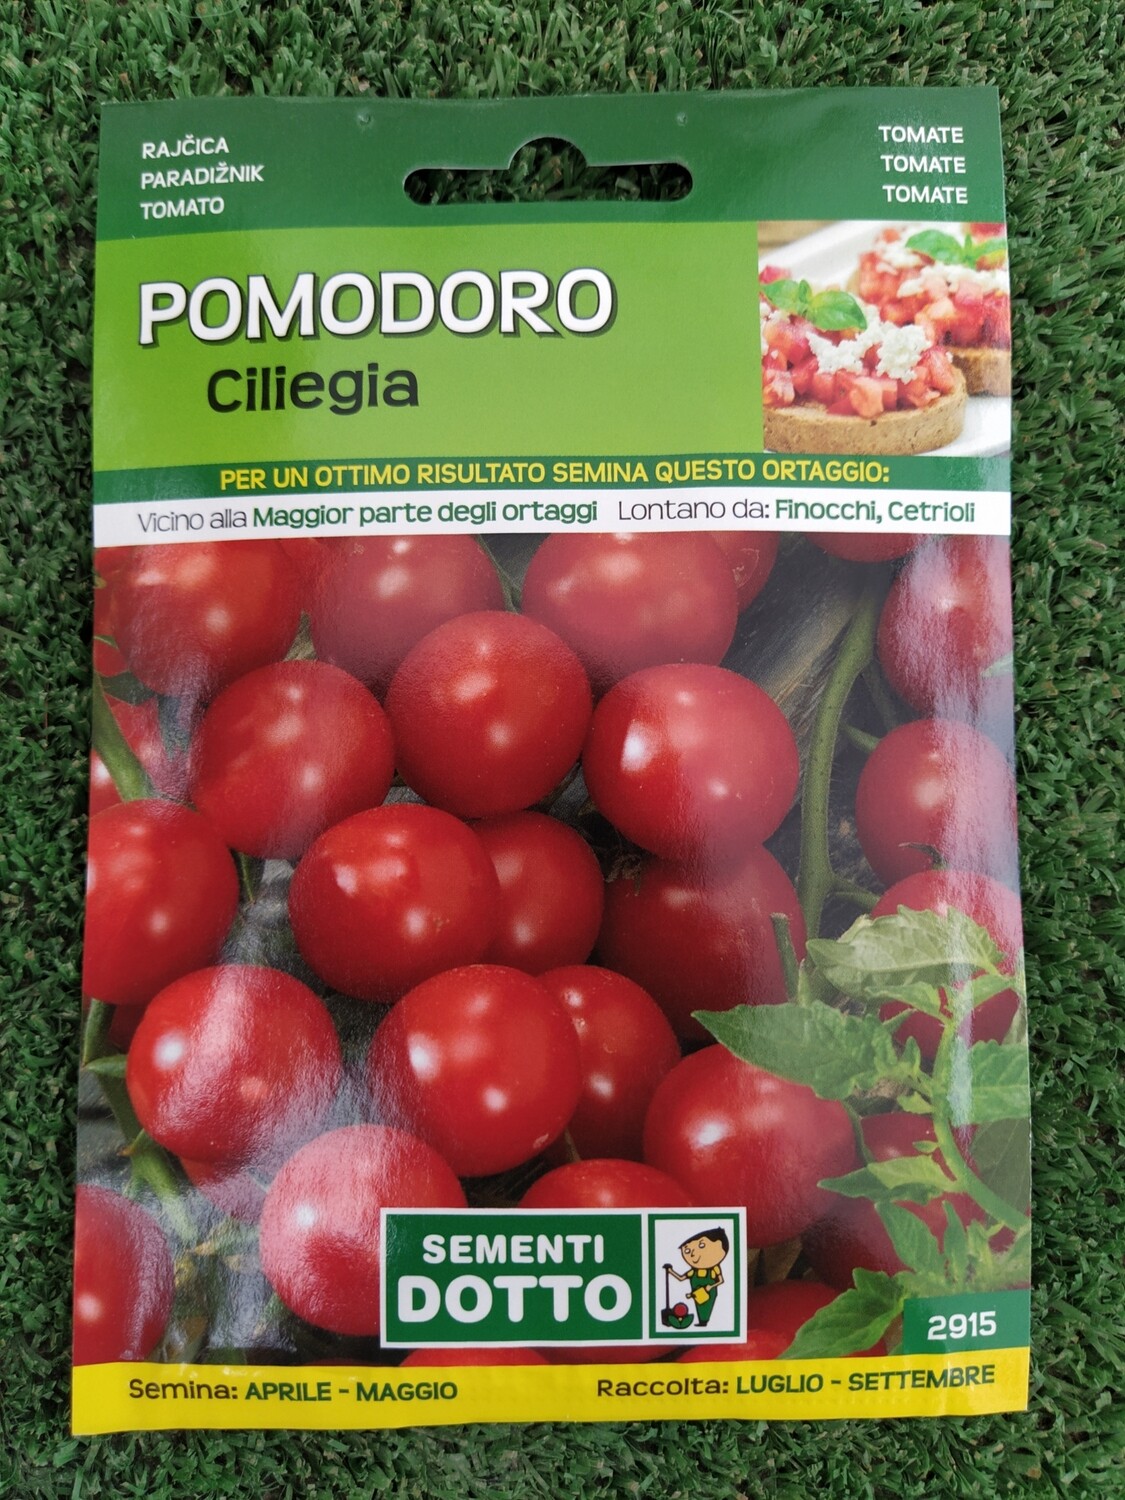 RAJČICA
PARADIŽNIK
TOMATO
TOMATE
TOMATE
TOMATE
POMODORO
Ciliegia
PER UN OTTIMO RISULTATO SEMINA QUESTO ORTAGGIO:
Vicino alla Maggior parte degli ortaggi Lontano da: Finocchi, Cetrioli
SEMENTI
DOTTO
2915
Semina: APRILE - MAGGIO
Raccolta: LUGLIO - SETTEMBRE